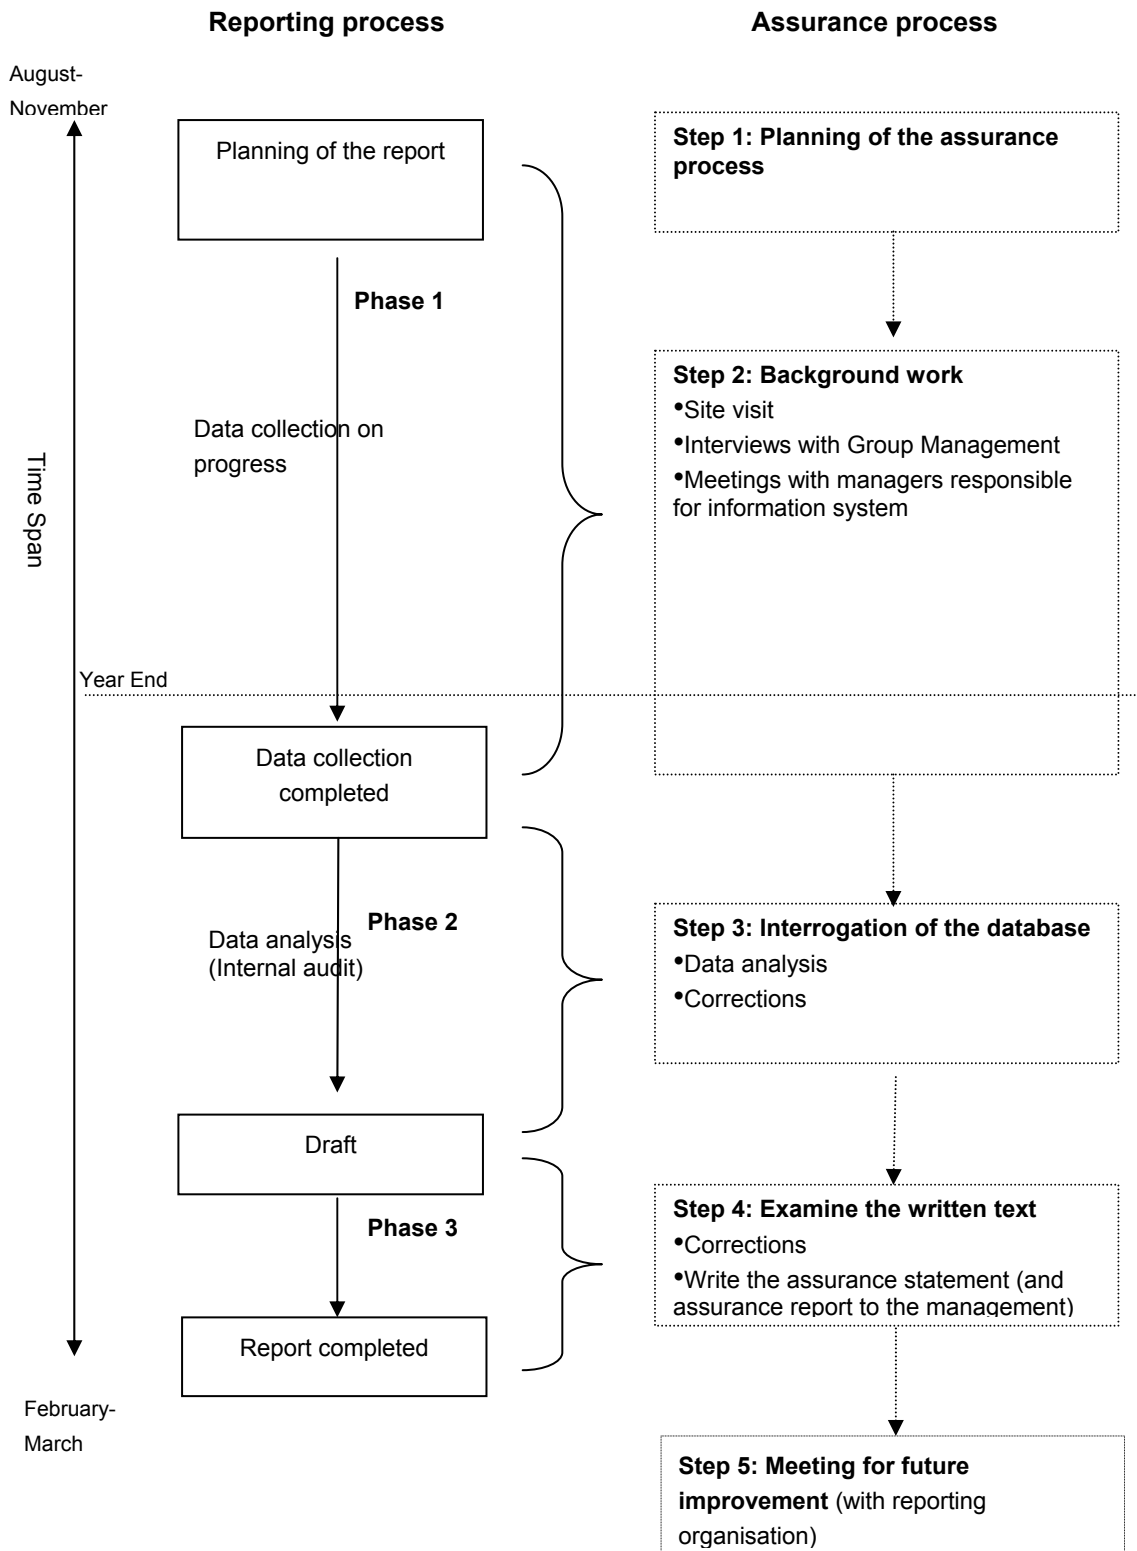 Reporting process
Assurance process
August-
November
Planning of the report
Step 1: Planning of the assurance
process
Phase 1
Step 2: Background work
•Site visit
•Interviews with Group Management
•Meetings with managers responsible
for information system
Data collection on
progress
Time Span
Year End
Data collection
completed
Phase 2
Data analysis
(Internal audit)
Step 3: Interrogation of the database
•Data analysis
•Corrections
Draft
Phase 3
Step 4: Examine the written text
•Corrections
•Write the assurance statement (and
assurance report to the management)
Report completed
February-
March
Step 5: Meeting for future
improvement (with reporting
organisation)